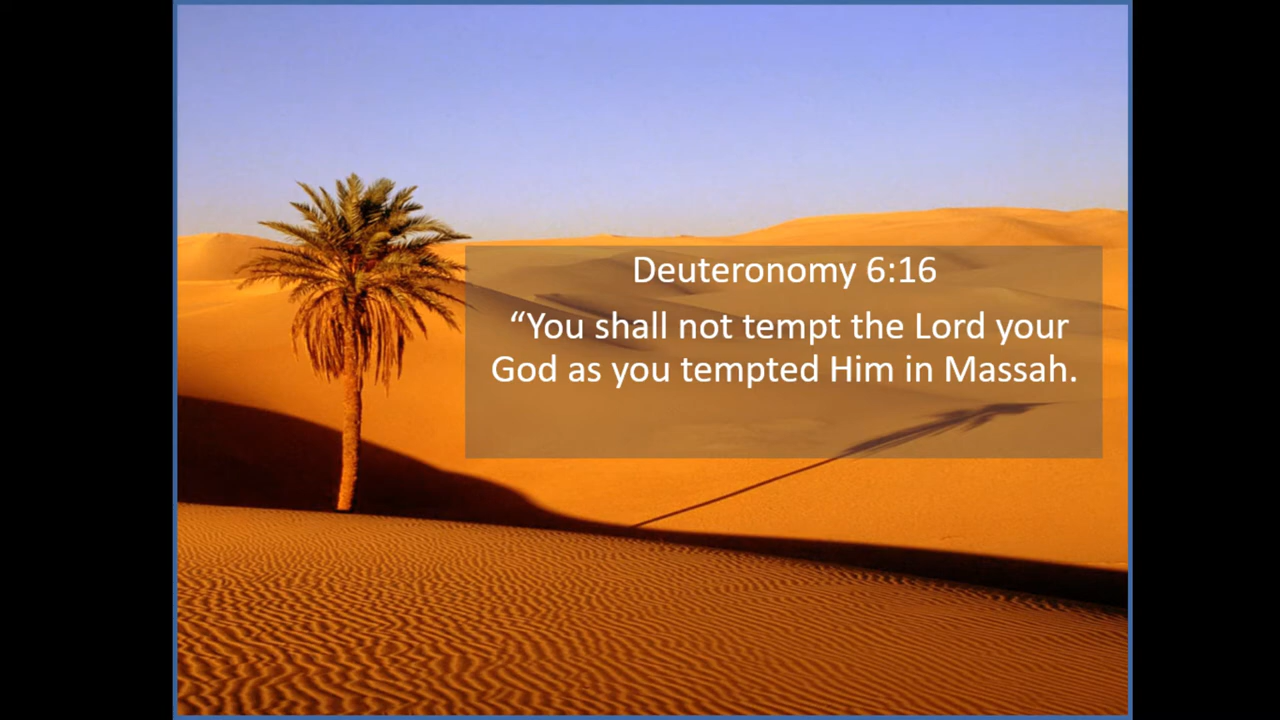 Deuteronomy 6:16
“You shall not tempt the Lord your
God as you tempted Him in Massah.